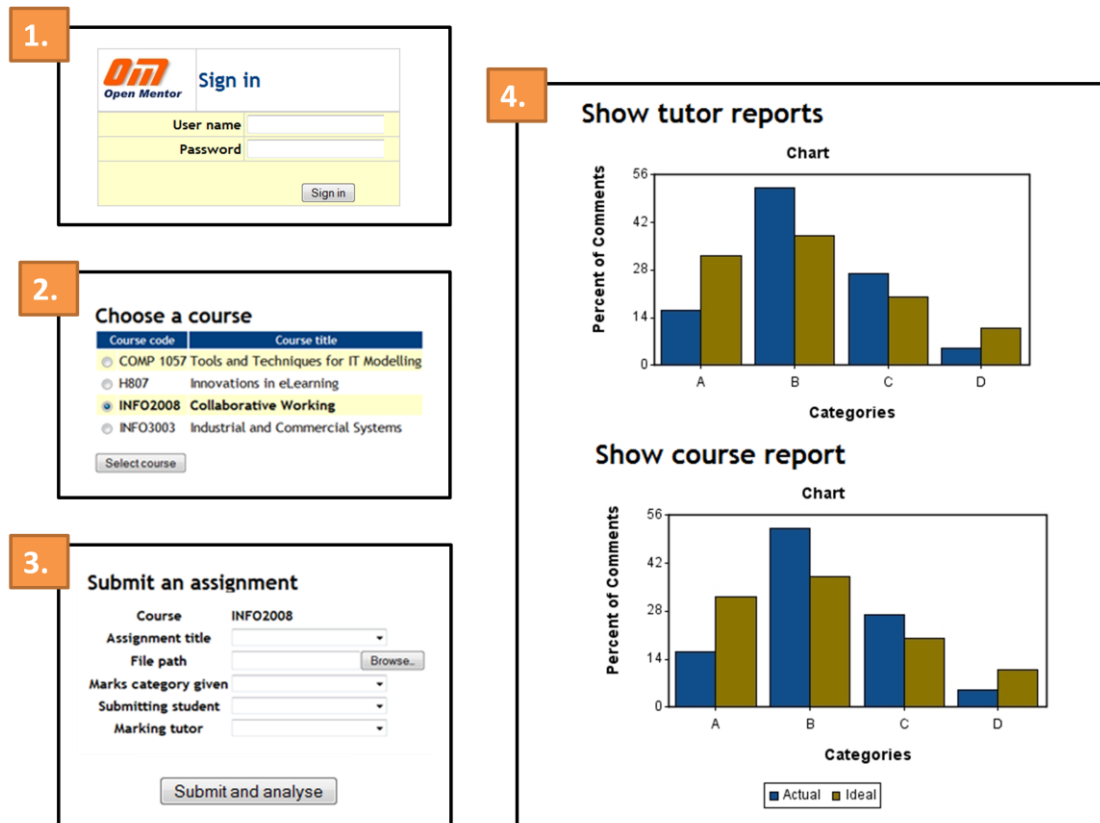 1.
OM
Open Mentor
Sign in
User name
Password
Sign in
2.
Choose a course
Course code Course title
COMP 1057 Tools and Techniques for IT Modelling
H807 Innovations in eLearning
INFO2008 Collaborative Working
INFO3003 Industrial and Commercial Systems
Select course
3.
Submit an assignment
Course INFO2008
Assignment title
File path Browse...
Marks category given
Submitting student
Marking tutor
Submit and analyse
4.
Show tutor reports
Chart
Percent of Comments
56
42
28
14
0
A B C D
Categories
Show course report
Chart
Percent of Comments
56
42
28
14
0
A B C D
Categories
Actual Ideal